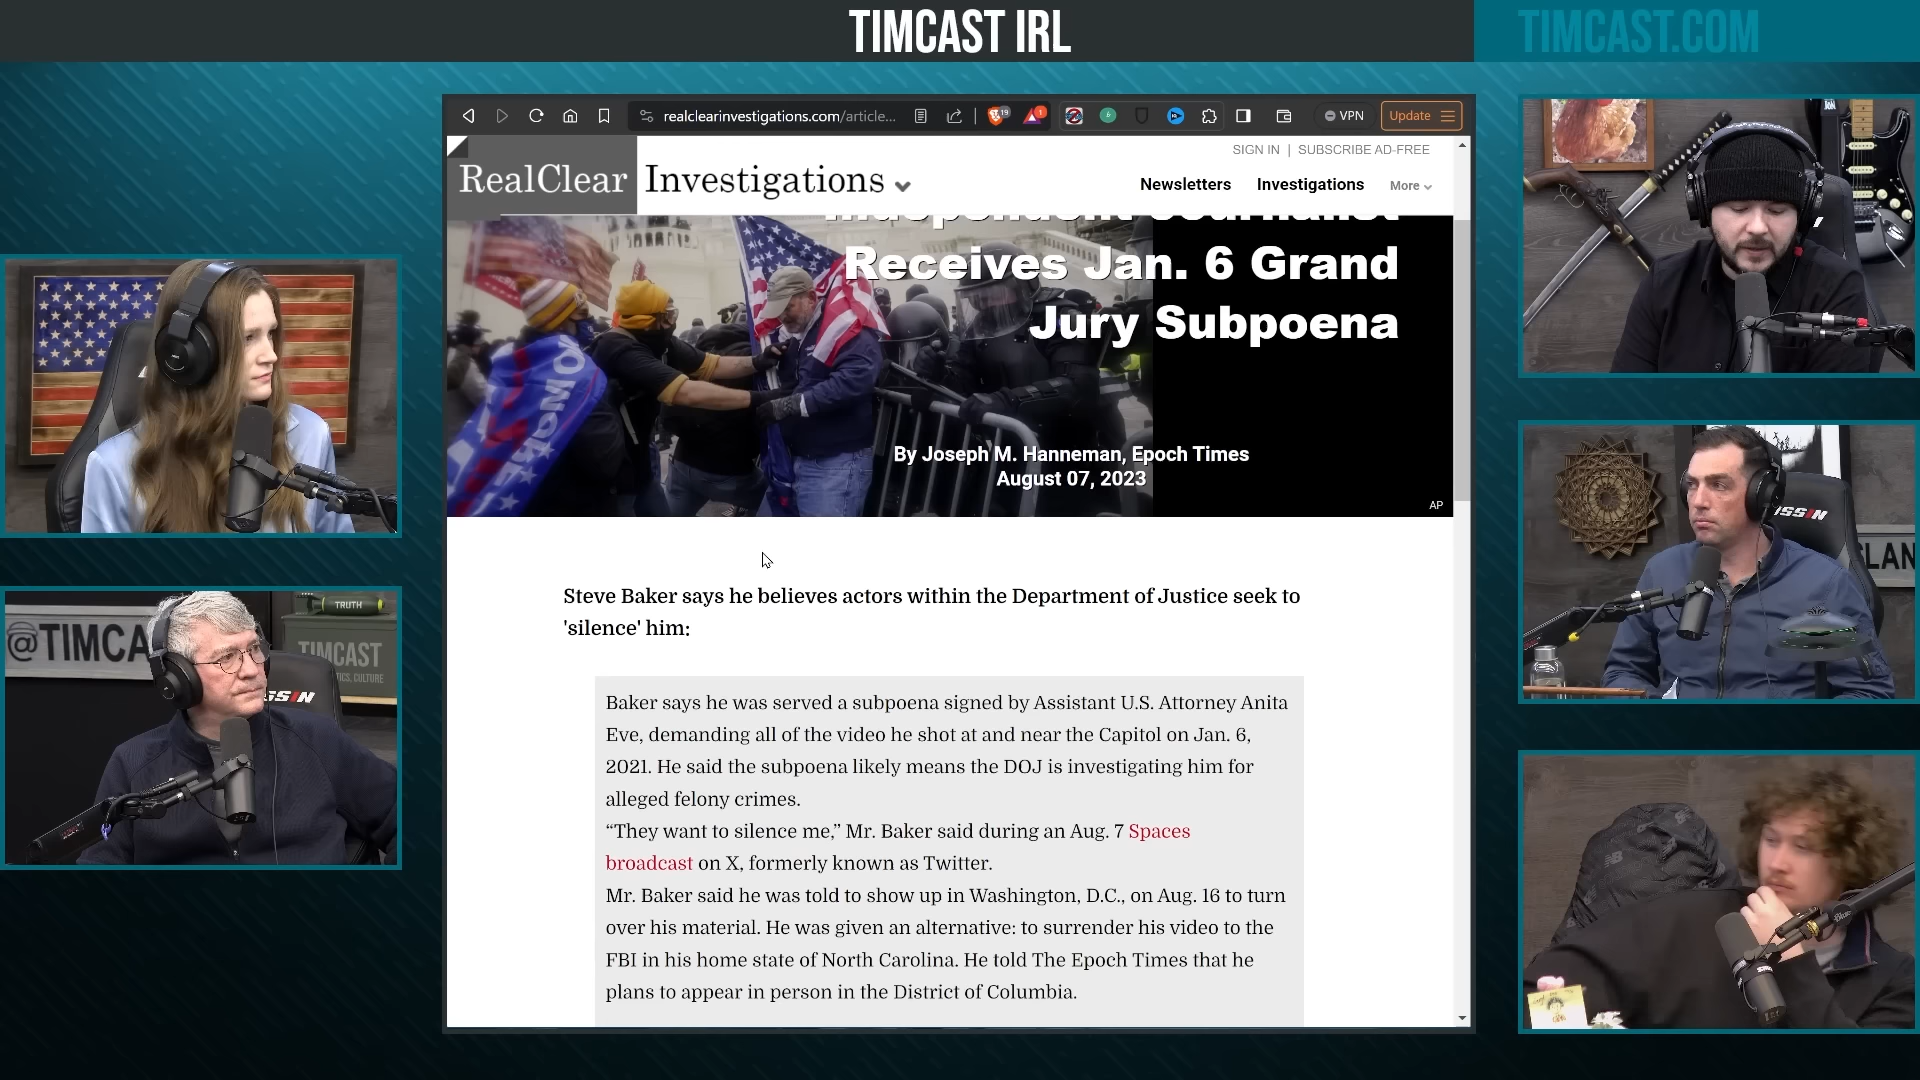 TIMCAST IRL
TIMCAST.COM
realclearinvestigations.com/article...
VPN
Update
SIGN IN | SUBSCRIBE AD-FREE
RealClear Investigations
Newsletters
Investigations
More
Independent Journalist
Receives Jan. 6 Grand
Jury Subpoena
By Joseph M. Hanneman, Epoch Times
August 07, 2023
AP
Steve Baker says he believes actors within the Department of Justice seek to
'silence' him:
Baker says he was served a subpoena signed by Assistant U.S. Attorney Anita
Eve, demanding all of the video he shot at and near the Capitol on Jan. 6,
2021. He said the subpoena likely means the DOJ is investigating him for
alleged felony crimes.
“They want to silence me,” Mr. Baker said during an Aug. 7 Spaces
broadcast on X, formerly known as Twitter.
Mr. Baker said he was told to show up in Washington, D.C., on Aug. 16 to turn
over his material. He was given an alternative: to surrender his video to the
FBI in his home state of North Carolina. He told The Epoch Times that he
plans to appear in person in the District of Columbia.
@TIMCA
TRUTH
TIMCAST
TICS, CULTURE
SSIN
ISSIN
SLAN